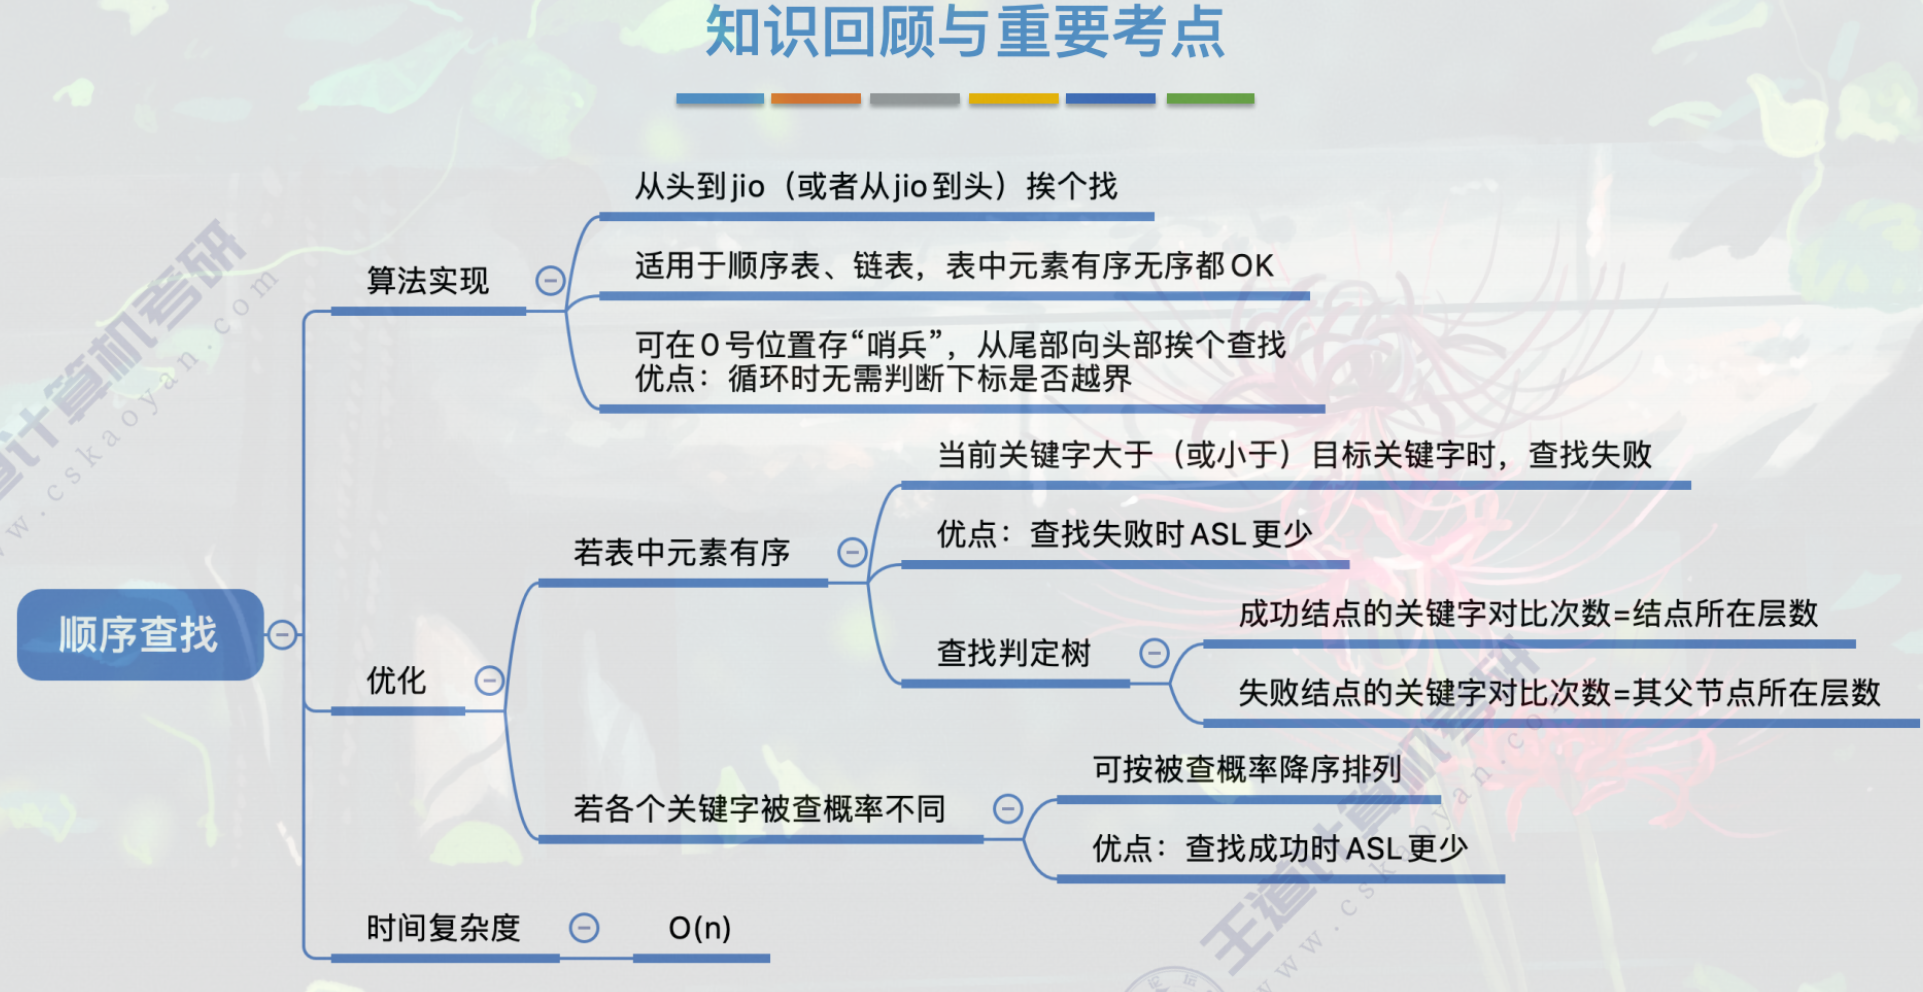 知识回顾与重要考点
从头到jio（或者从jio到头）挨个找
适用于顺序表、链表，表中元素有序无序都OK
算法实现
可在0号位置存“哨兵”，从尾部向头部挨个查找
优点：循环时无需判断下标是否越界
当前关键字大于（或小于）目标关键字时，查找失败
优点：查找失败时ASL更少
若表中元素有序
成功结点的关键字对比次数=结点所在层数
顺序查找
查找判定树
优化
失败结点的关键字对比次数=其父节点所在层数
可按被查概率降序排列
若各个关键字被查概率不同
优点：查找成功时ASL更少
时间复杂度
O(n)
道计算机考研
w.cskaoyan.com
王道计算机考研
www.cskaoyan.co